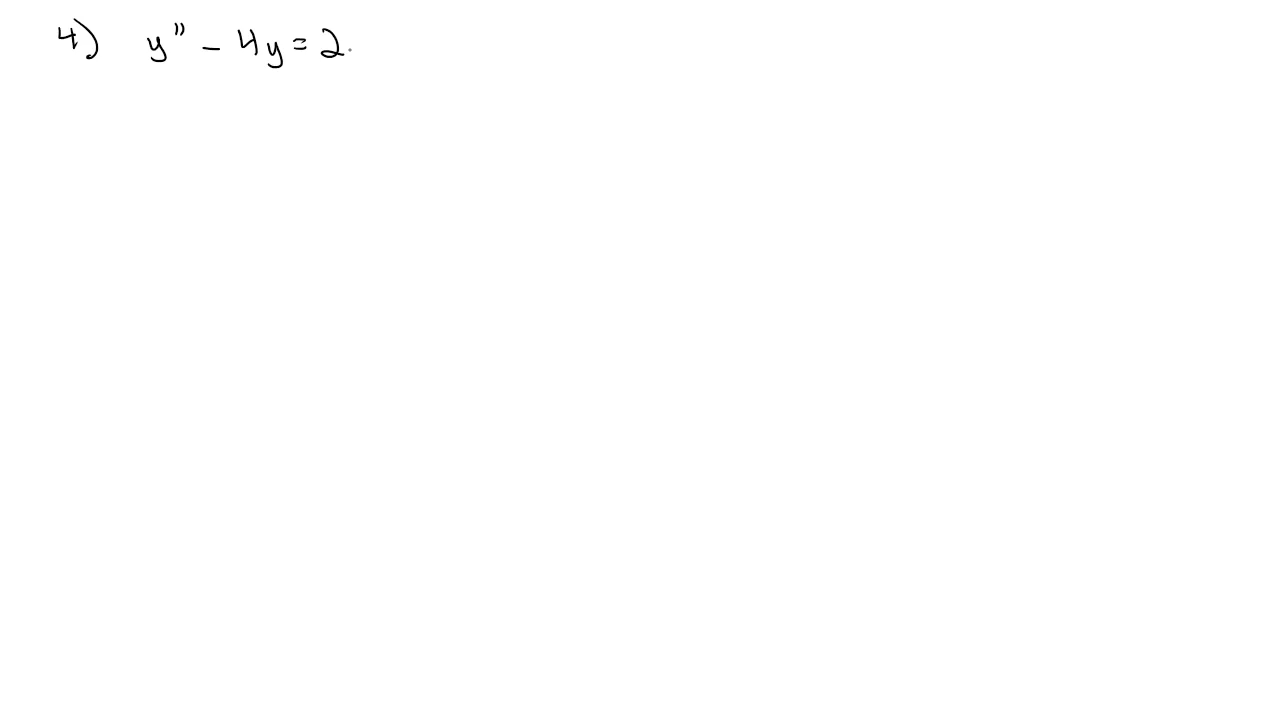 4) y" - 4y = 2